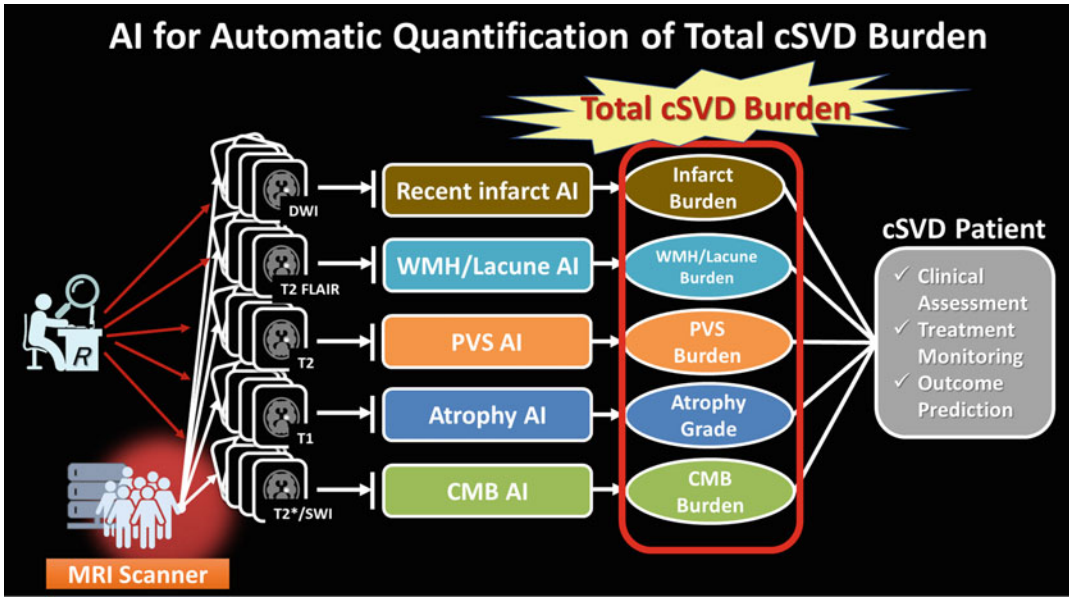 AI for Automatic Quantification of Total cSVD Burden
Total cSVD Burden
DWI
Recent infarct AI
Infarct
Burden
T2 FLAIR
WMH/Lacune AI
WMH/Lacune
Burden
T2
PVS AI
PVS
Burden
T1
Atrophy AI
Atrophy
Grade
T2*/SWI
CMB AI
CMB
Burden
R
MRI Scanner
cSVD Patient
✓ Clinical
Assessment
✓ Treatment
Monitoring
✓ Outcome
Prediction